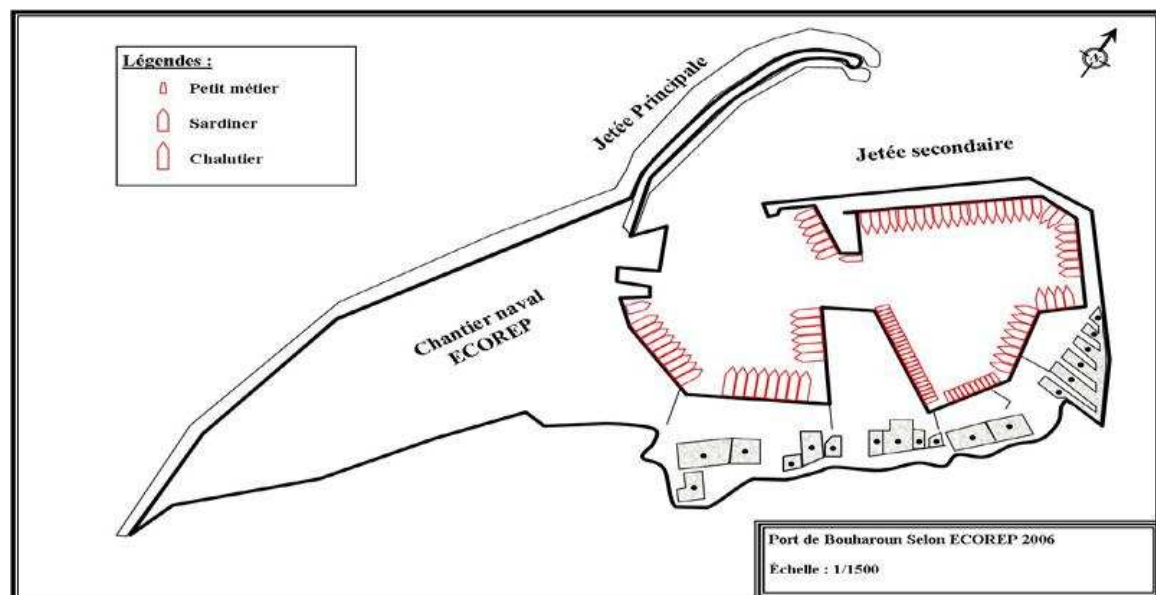 Légendes :
Petit métier
Sardiner
Chalutier
Jetée Principale
Jetée secondaire
Chantier naval
ECOREP
Port de Bouharoun Selon ECOREP 2006
Échelle : 1/1500